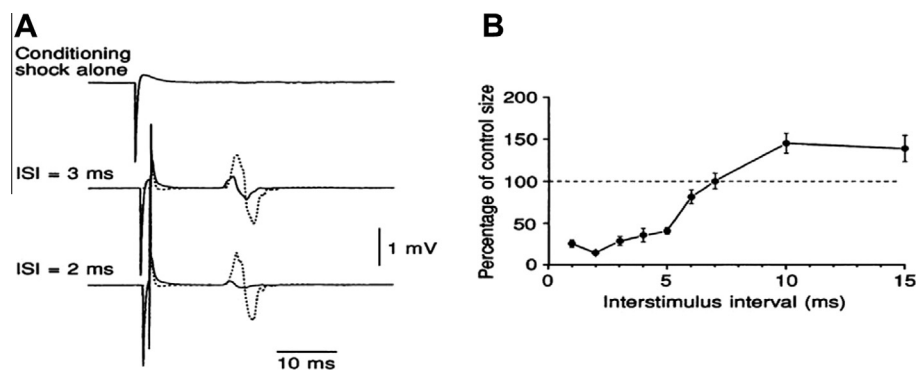 A
Conditioning
shock alone
ISI = 3 ms
ISI = 2 ms
1 mV
10 ms
B
Percentage of control size
200
150
100
50
0
0
5
10
15
Interstimulus interval (ms)